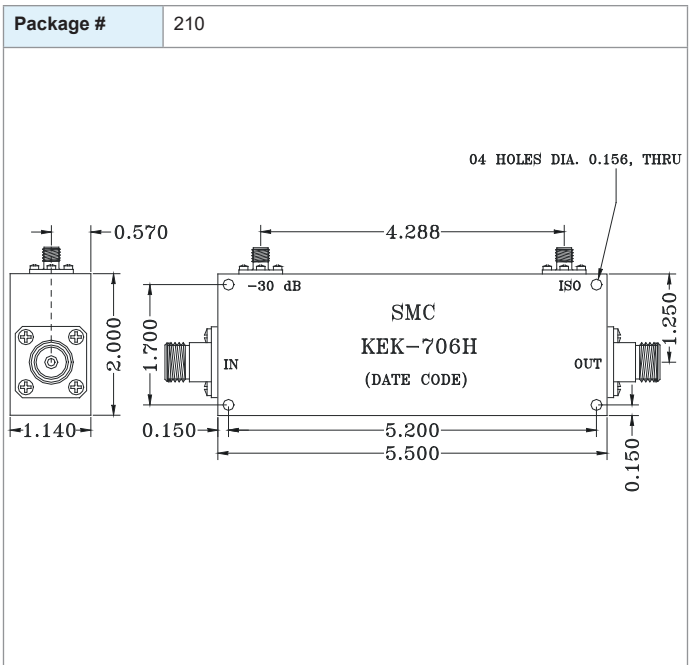 Package # 210
04 HOLES DIA. 0.156, THRU
0.570
4.288
-30 dB
ISO
SMC
KEK-706H
(DATE CODE)
IN
OUT
2.000
1.700
1.250
1.140
0.150
5.200
5.500
0.150